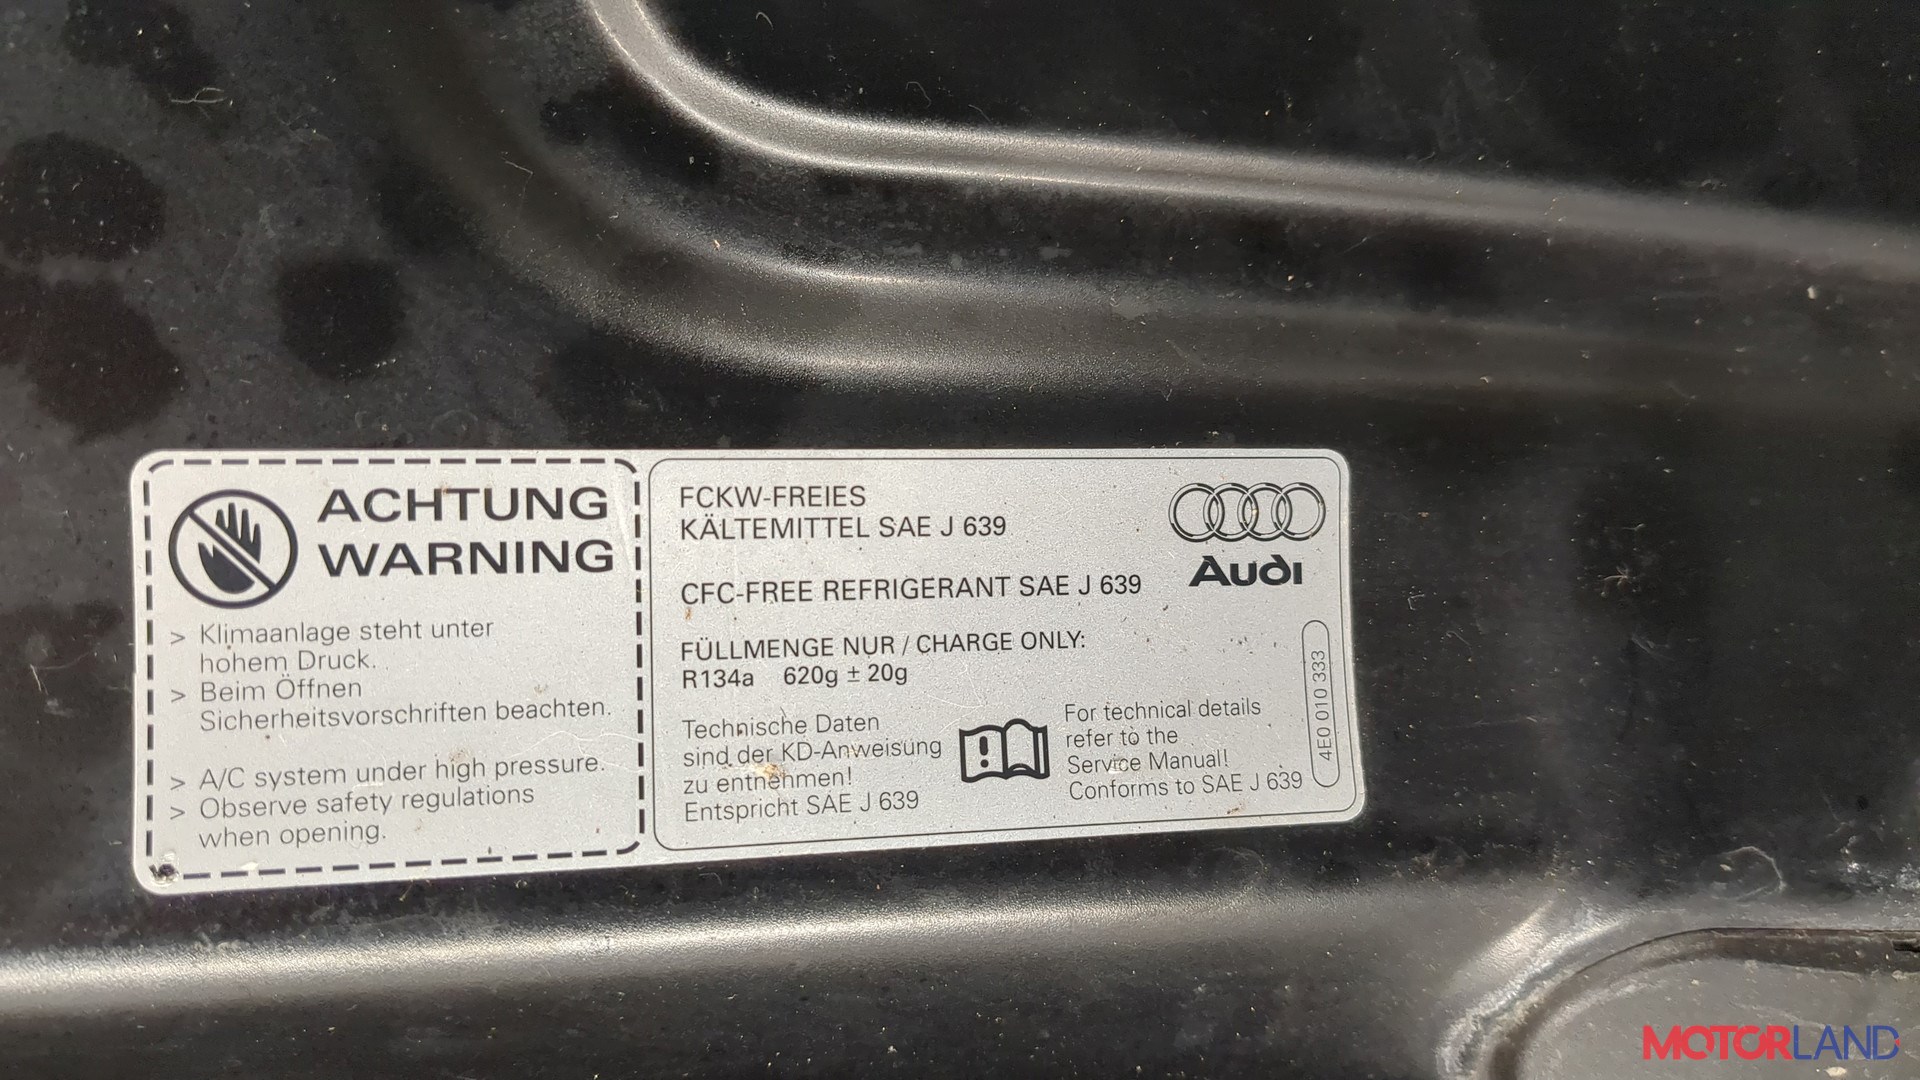 ACHTUNG
WARNING
> Klimaanlage steht unter
hohem Druck.
> Beim Öffnen
Sicherheitsvorschriften beachten.
> A/C system under high pressure.
> Observe safety regulations
when opening.
FCKW-FREIES
KÄLTEMITTEL SAE J 639
CFC-FREE REFRIGERANT SAE J 639
FÜLLMENGE NUR / CHARGE ONLY:
R134a 620g ± 20g
Technische Daten
sind der KD-Anweisung
zu entnehmen!
Entspricht SAE J 639
For technical details
refer to the
Service Manual!
Conforms to SAE J 639
Audi
4E0 010 333
MOTORLAND